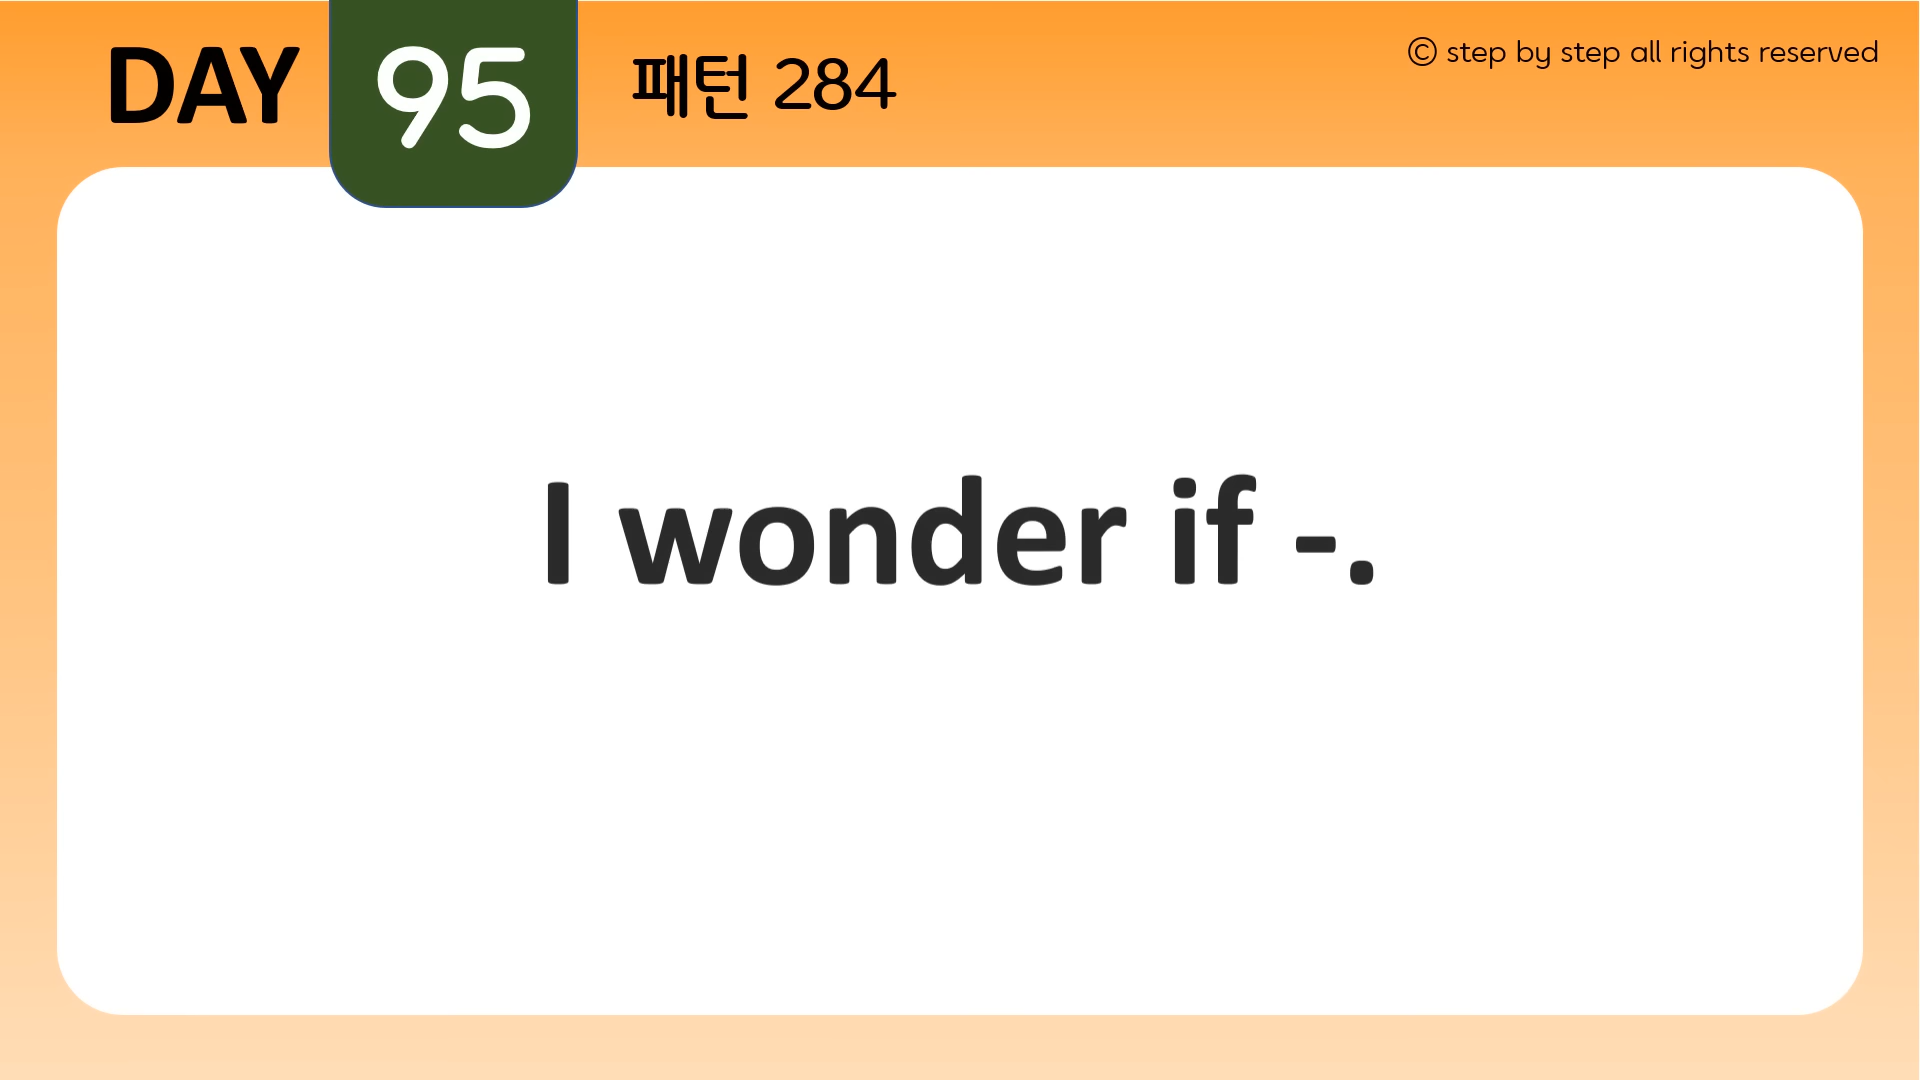 DAY 95 패턴 284
© step by step all rights reserved
I wonder if -.